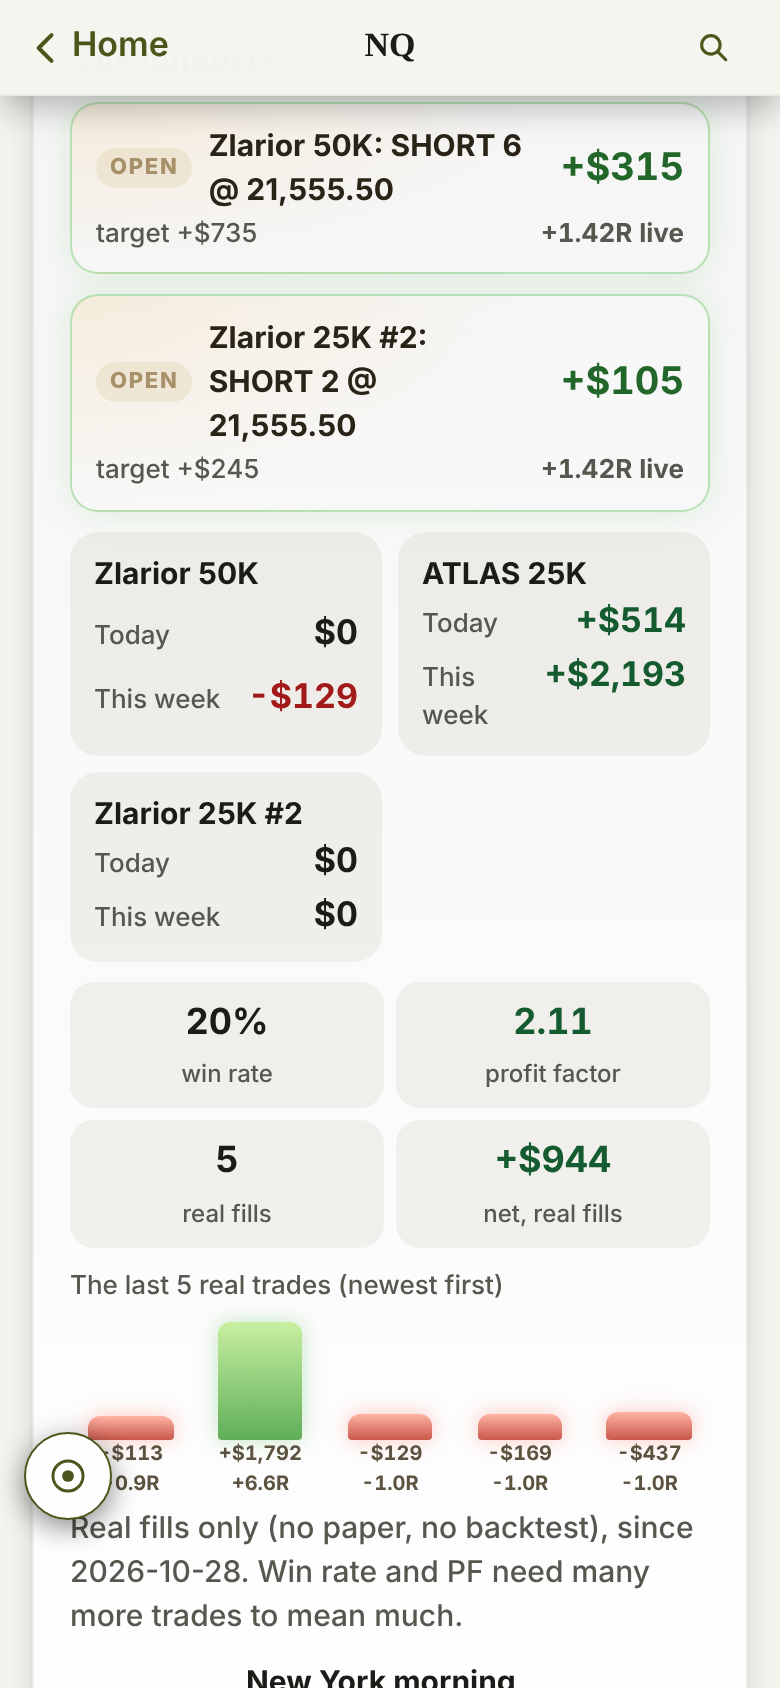 Home
NQ
OPEN
Zlarior 50K: SHORT 6
@ 21,555.50
+$315
target +$735
+1.42R live
OPEN
Zlarior 25K #2:
SHORT 2 @
21,555.50
+$105
target +$245
+1.42R live
Zlarior 50K
Today
$0
This week
-$129
ATLAS 25K
Today
+$514
This
week
+$2,193
Zlarior 25K #2
Today
$0
This week
$0
20%
win rate
2.11
profit factor
5
real fills
+$944
net, real fills
The last 5 real trades (newest first)
-$113
+$1,792
-$129
-$169
-$437
0.9R
+6.6R
-1.0R
-1.0R
-1.0R
Real fills only (no paper, no backtest), since
2026-10-28. Win rate and PF need many
more trades to mean much.
New York morning